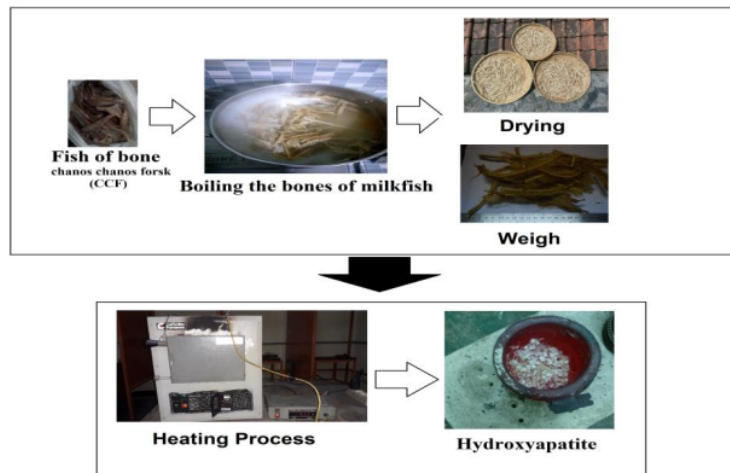 Fish of bone
chanos chanos forsk
(CCF)
Boiling the bones of milkfish
Drying
Weigh
Heating Process
Hydroxyapatite